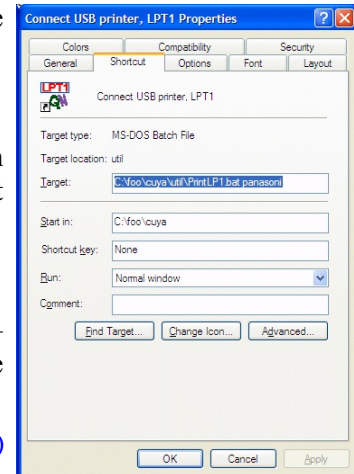 Connect USB printer, LPT1 Properties
Colors Compatibility Security
General Shortcut Options Font Layout
LPT1
Connect USB printer, LPT1
Target type: MS-DOS Batch File
Target location: util
Target: C:\foo\cuya\util\PrintLP1.bat panasoni
Start in: C:\foo\cuya
Shortcut key: None
Run: Normal window
Comment:
Find Target... Change Icon... Advanced...
OK Cancel Apply